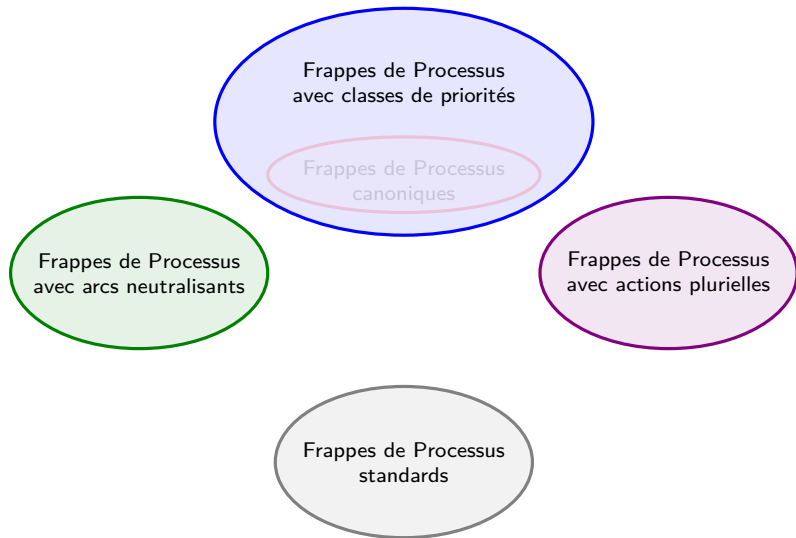 Frappes de Processus
avec classes de priorités
Frappes de Processus
canoniques
Frappes de Processus
avec arcs neutralisants
Frappes de Processus
avec actions plurielles
Frappes de Processus
standards